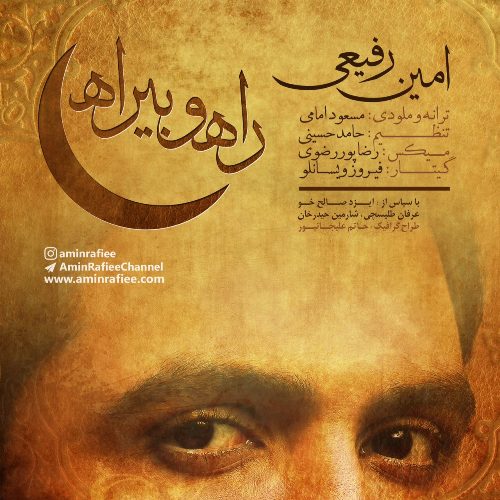 امین رفیعی
راه و بیراهه
ترانه و ملودی : مسعود امامی
تنظیم : حامد حسینی
میکس : رضا پوررضوی
گیتار : فیروز ویسانلو
با سپاس از : ایزد صالح خو
عرفان طلیسچی ، شارمین حیدرخان
طراح گرافیک : حاتم علیجانپور
aminrafiee
AminRafieeChannel
www.aminrafiee.com